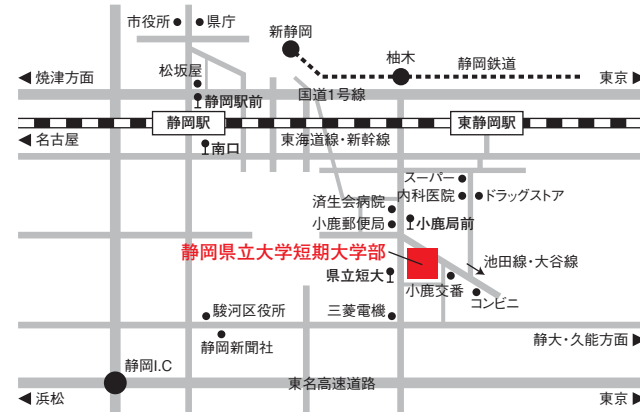 市役所 県庁
新静岡
柚木
静岡鉄道
松坂屋
焼津方面
東京
国道1号線
静岡駅前
静岡駅
東静岡駅
名古屋
東海道線・新幹線
南口
スーパー
内科医院
ドラッグストア
済生会病院
小鹿郵便局
小鹿局前
静岡県立大学短期大学部
池田線・大谷線
県立短大
小鹿交番
コンビニ
駿河区役所
三菱電機
静岡新聞社
静大・久能方面
静岡I.C
東名高速道路
浜松
東京